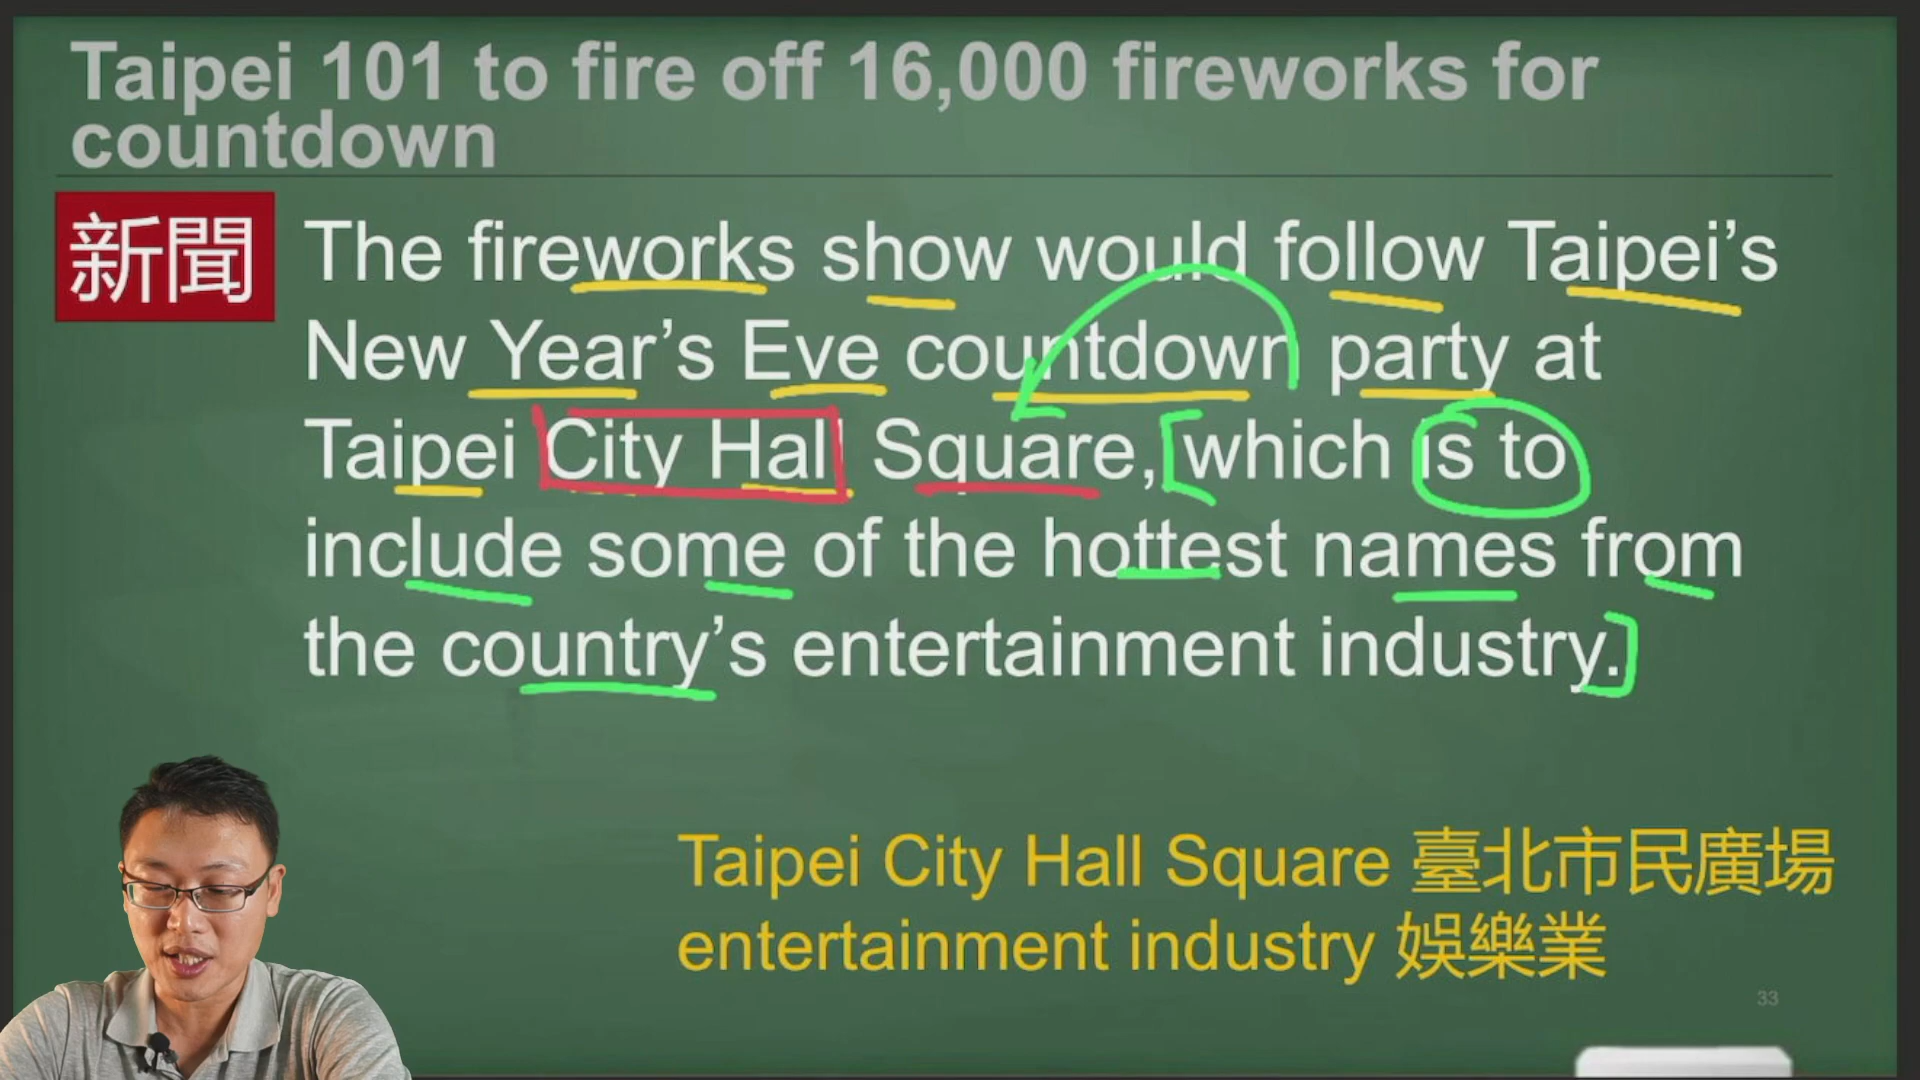 Taipei 101 to fire off 16,000 fireworks for
countdown
新聞
The fireworks show would follow Taipei’s
New Year’s Eve countdown party at
Taipei City Hall Square, which is to
include some of the hottest names from
the country’s entertainment industry.
Taipei City Hall Square 臺北市民廣場
entertainment industry 娛樂業
33